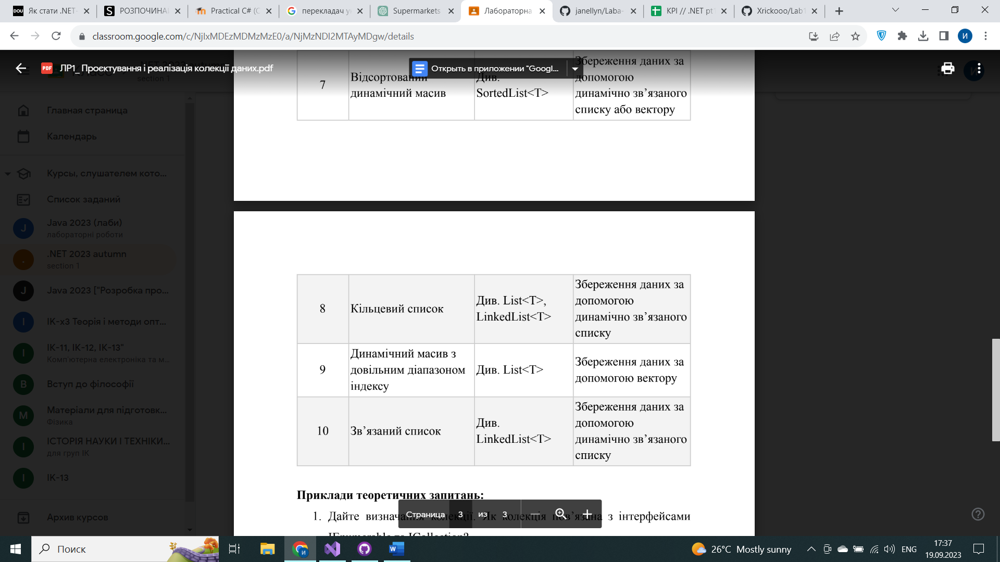 Як стати .NET-
РОЗПОЧИНА
Practical C# (C
перекладач у
Supermarkets
Лабораторна
janellyn/Laba-
KPI // .NET pt
Xrickooo/Lab1
classroom.google.com/c/NjIxMDEzMDMzMzE0/a/NjMzNDI2MTAyMDgw/details
PDF
ЛР1_ Проєктування і реалізація колекції даних.pdf
Открыть в приложении "Googl...
section 1
Главная страница
Календарь
Курсы, слушателем кото...
Список заданий
J
Java 2023 (лаби)
лабораторні роботи
.NET 2023 autumn
section 1
J
Java 2023 ["Розробка про...
I
ІК-х3 Теорія і методи опт...
I
ІК-11, ІК-12, ІК-13"
Комп'ютерна електроніка та м...
В
Вступ до філософії
М
Матеріали для підготовк...
Фізика
I
ІСТОРІЯ НАУКИ І ТЕХНІКИ...
для груп ІК
I
ІК-13
Архив курсов
7
Відсортований
динамічний масив
Див.
SortedList<T>
Збереження даних за
допомогою
динамічно зв’язаного
списку або вектору
8
Кільцевий список
Див. List<T>,
LinkedList<T>
Збереження даних за
допомогою
динамічно зв’язаного
списку
9
Динамічний масив з
довільним діапазоном
індексу
Див. List<T>
Збереження даних за
допомогою вектору
10
Зв’язаний список
Див.
LinkedList<T>
Збереження даних за
допомогою
динамічно зв’язаного
списку
Приклади теоретичних запитань:
1. Дайте визначання колекції. Як колекція пов’язана з інтерфейсами
IEnumerable та ICollection?
Страница 3 из 3
Поиск
26°C Mostly sunny
ENG
17:37
19.09.2023